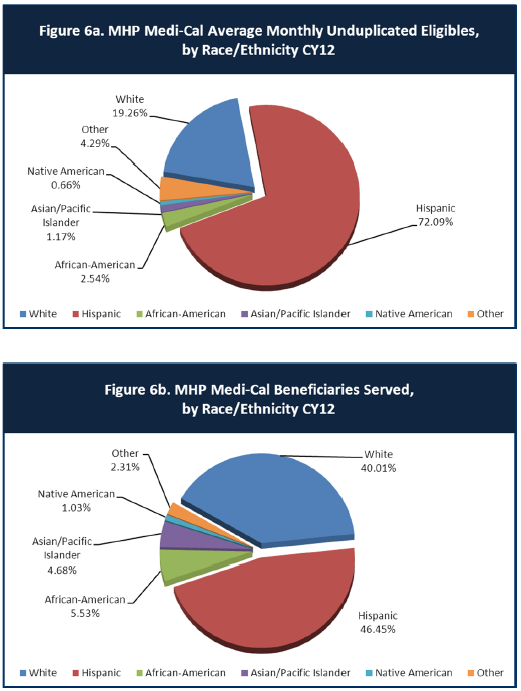 Figure 6a. MHP Medi-Cal Average Monthly Unduplicated Eligibles,
by Race/Ethnicity CY12
White
19.26%
Other
4.29%
Native American
0.66%
Asian/Pacific
Islander
1.17%
African-American
2.54%
Hispanic
72.09%
White Hispanic African-American Asian/Pacific Islander Native American Other
Figure 6b. MHP Medi-Cal Beneficiaries Served,
by Race/Ethnicity CY12
Other
2.31%
White
40.01%
Native American
1.03%
Asian/Pacific
Islander
4.68%
African-American
5.53%
Hispanic
46.45%
White Hispanic African-American Asian/Pacific Islander Native American Other